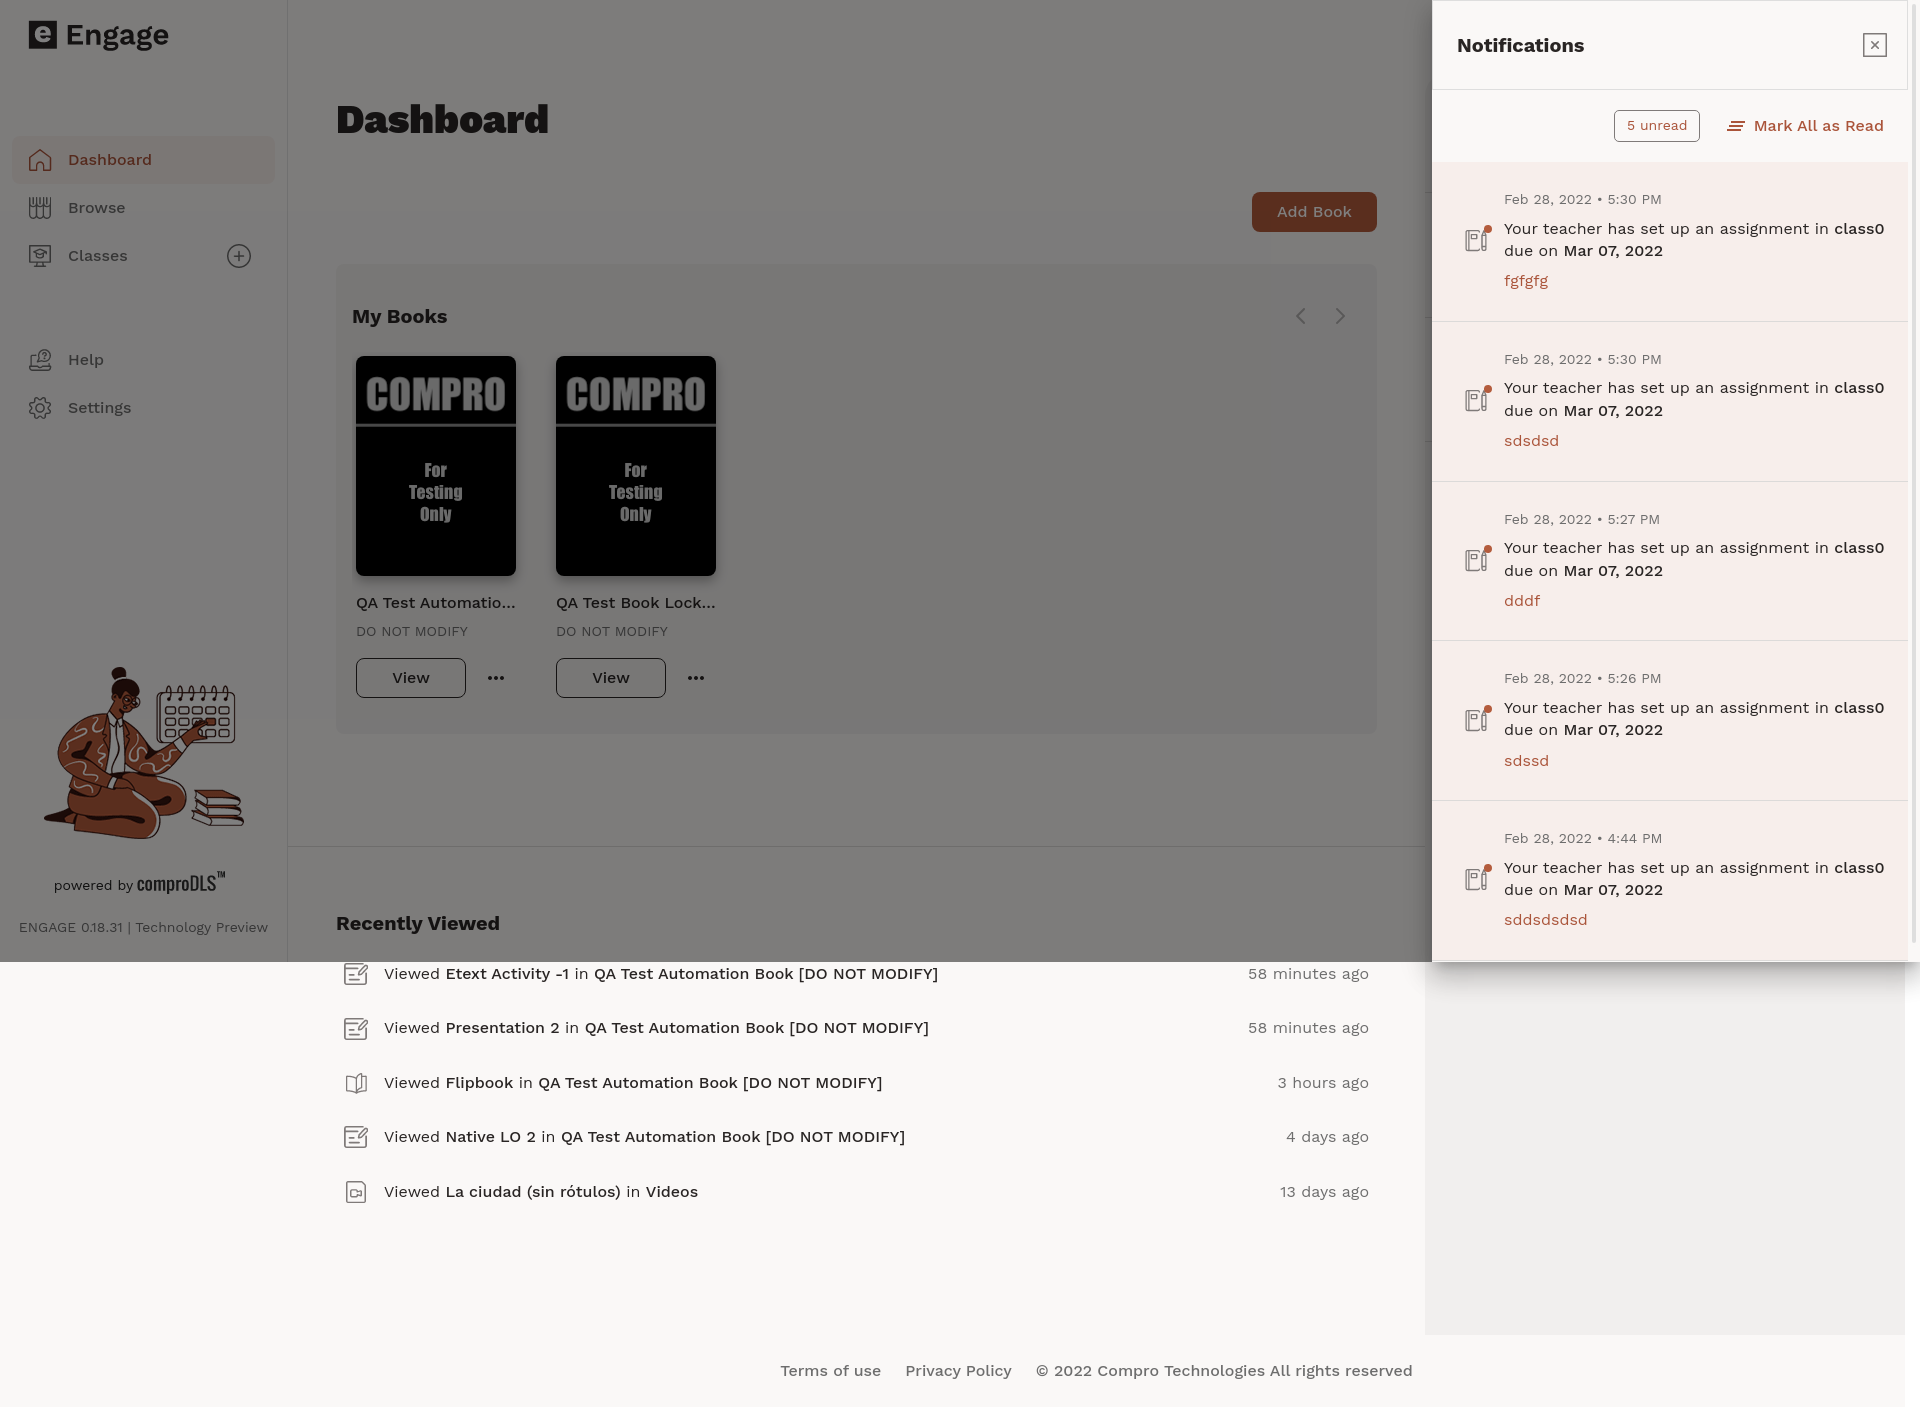 e Engage
Dashboard
Browse
Classes
Help
Settings
powered by comproDLS™
ENGAGE 0.18.31 | Technology Preview
Dashboard
Add Book
My Books
COMPRO
For
Testing
Only
QA Test Automatio...
DO NOT MODIFY
View
COMPRO
For
Testing
Only
QA Test Book Lock...
DO NOT MODIFY
View
Recently Viewed
Viewed Etext Activity -1 in QA Test Automation Book [DO NOT MODIFY] 58 minutes ago
Viewed Presentation 2 in QA Test Automation Book [DO NOT MODIFY] 58 minutes ago
Viewed Flipbook in QA Test Automation Book [DO NOT MODIFY] 3 hours ago
Viewed Native LO 2 in QA Test Automation Book [DO NOT MODIFY] 4 days ago
Viewed La ciudad (sin rótulos) in Videos 13 days ago
Notifications
5 unread Mark All as Read
Feb 28, 2022 • 5:30 PM
Your teacher has set up an assignment in class0
due on Mar 07, 2022
fgfgfg
Feb 28, 2022 • 5:30 PM
Your teacher has set up an assignment in class0
due on Mar 07, 2022
sdsdsd
Feb 28, 2022 • 5:27 PM
Your teacher has set up an assignment in class0
due on Mar 07, 2022
dddf
Feb 28, 2022 • 5:26 PM
Your teacher has set up an assignment in class0
due on Mar 07, 2022
sdssd
Feb 28, 2022 • 4:44 PM
Your teacher has set up an assignment in class0
due on Mar 07, 2022
sddsdsdsd
Terms of use Privacy Policy © 2022 Compro Technologies All rights reserved